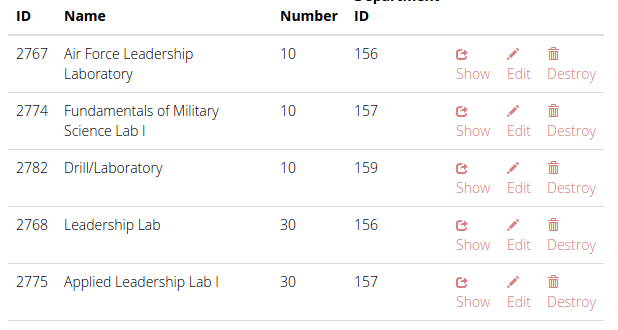 Department
ID Name Number ID
2767 Air Force Leadership 10 156
Laboratory Show Edit Destroy
2774 Fundamentals of Military 10 157
Science Lab I Show Edit Destroy
2782 Drill/Laboratory 10 159
Show Edit Destroy
2768 Leadership Lab 30 156
Show Edit Destroy
2775 Applied Leadership Lab I 30 157
Show Edit Destroy